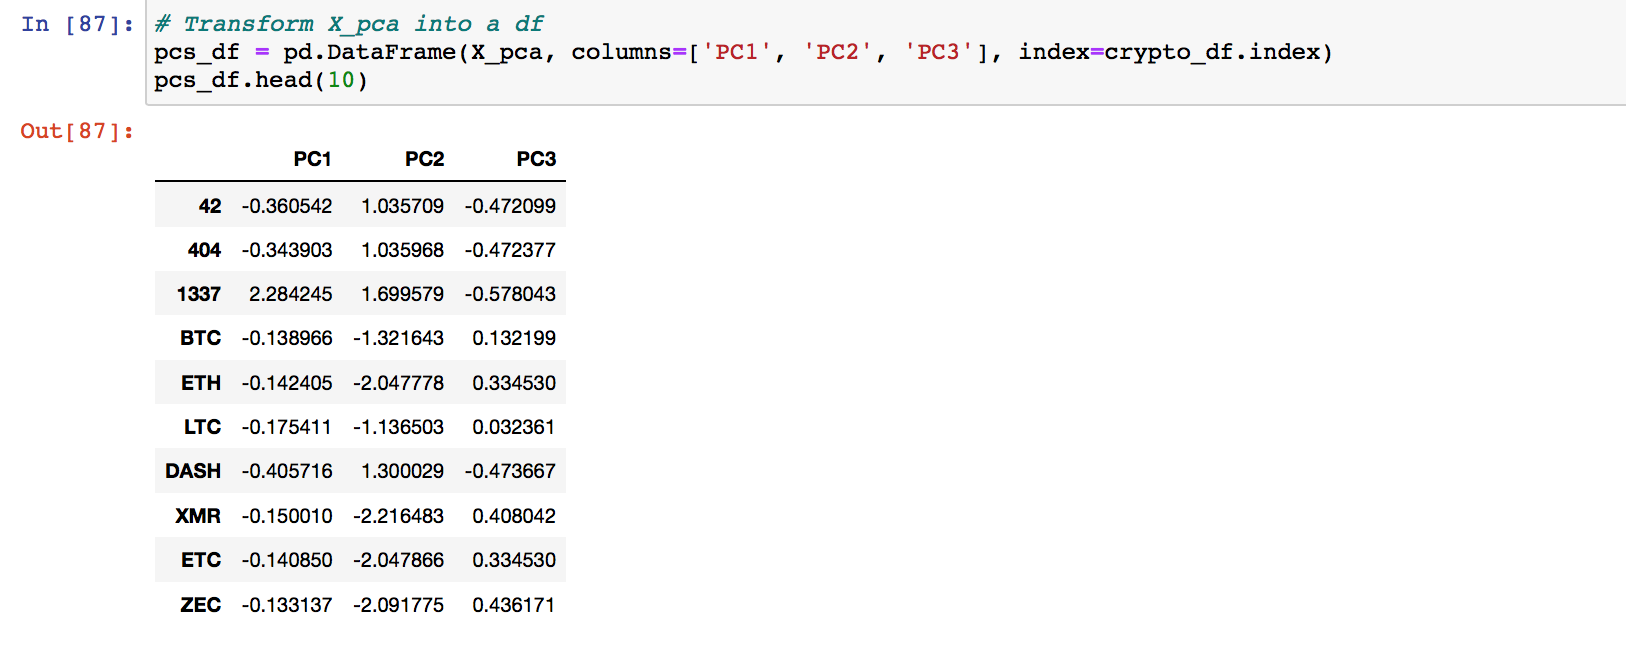 In [87]: # Transform X_pca into a df
pcs_df = pd.DataFrame(X_pca, columns=['PC1', 'PC2', 'PC3'], index=crypto_df.index)
pcs_df.head(10)
Out[87]:
PC1 PC2 PC3
42 -0.360542 1.035709 -0.472099
404 -0.343903 1.035968 -0.472377
1337 2.284245 1.699579 -0.578043
BTC -0.138966 -1.321643 0.132199
ETH -0.142405 -2.047778 0.334530
LTC -0.175411 -1.136503 0.032361
DASH -0.405716 1.300029 -0.473667
XMR -0.150010 -2.216483 0.408042
ETC -0.140850 -2.047866 0.334530
ZEC -0.133137 -2.091775 0.436171